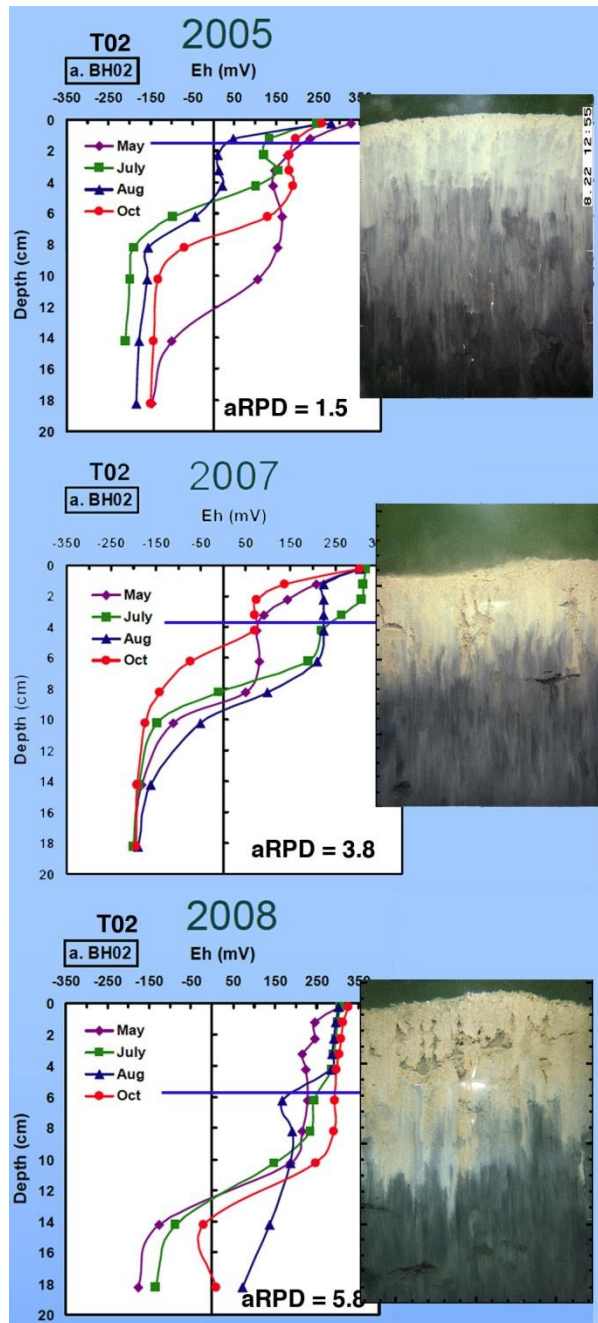 T02 2005
a. BH02 Eh (mV)
-350 -250 -150 -50 50 150 250 350
0
2
4
6
8
10
12
14
16
18
20
Depth (cm)
May
July
Aug
Oct
aRPD = 1.5
8.22 12:55
T02 2007
a. BH02 Eh (mV)
-350 -250 -150 -50 50 150 250
0
2
4
6
8
10
12
14
16
18
20
Depth (cm)
May
July
Aug
Oct
aRPD = 3.8
T02 2008
a. BH02 Eh (mV)
-350 -250 -150 -50 50 150 250
0
2
4
6
8
10
12
14
16
18
20
Depth (cm)
May
July
Aug
Oct
aRPD = 5.8